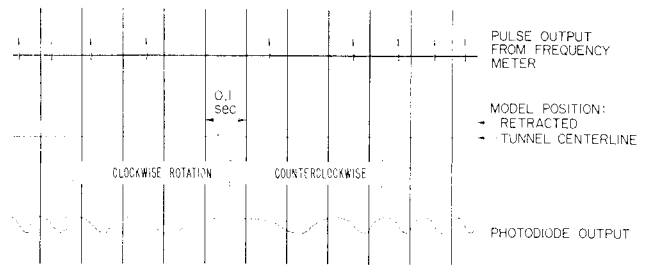 PULSE OUTPUT
FROM FREQUENCY
METER
0.1
sec
MODEL POSITION:
RETRACTED
TUNNEL CENTERLINE
CLOCKWISE ROTATION
COUNTERCLOCKWISE
PHOTODIODE OUTPUT